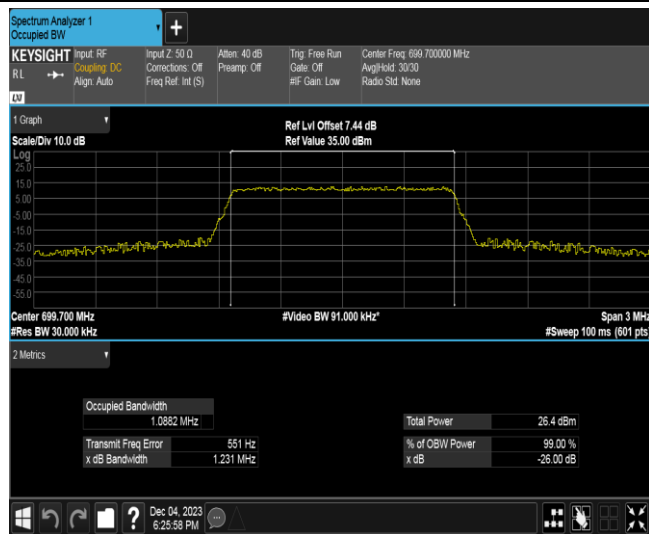 Spectrum Analyzer 1
Occupied BW
+
KEYSIGHT Input: RF Input Z: 50 Ω Atten: 40 dB Trig: Free Run Center Freq: 699.700000 MHz
RL Coupling: DC Corrections: Off Preamp: Off Gate: Off Avg|Hold: 30/30
Align: Auto Freq Ref: Int (S) #IF Gain: Low Radio Std: None
LXI
1 Graph Ref Lvl Offset 7.44 dB
Scale/Div 10.0 dB Ref Value 35.00 dBm
Log
25.0
15.0
5.00
-5.00
-15.0
-25.0
-35.0
-45.0
-55.0
Center 699.700 MHz #Video BW 91.000 kHz* Span 3 MHz
#Res BW 30.000 kHz #Sweep 100 ms (601 pts)
2 Metrics
Occupied Bandwidth
1.0882 MHz Total Power 26.4 dBm
Transmit Freq Error 551 Hz % of OBW Power 99.00 %
x dB Bandwidth 1.231 MHz x dB -26.00 dB
? Dec 04, 2023
6:25:58 PM